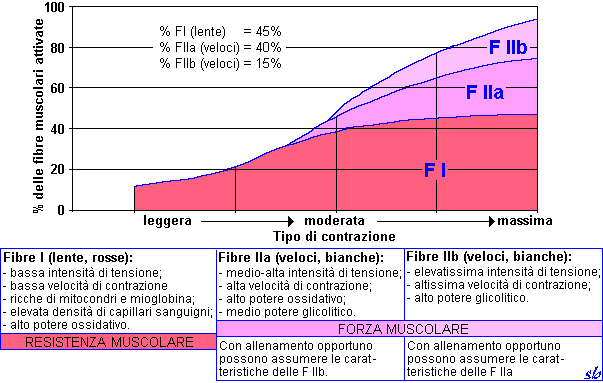 % delle fibre muscolari attivate
100
80
60
40
20
0
% FI (lente) = 45%
% FIIa (veloci) = 40%
% FIIb (veloci) = 15%
F IIb
F IIa
F I
leggera moderata massima
Tipo di contrazione
Fibre I (lente, rosse):
- bassa intensità di tensione;
- bassa velocità di contrazione
- ricche di mitocondri e mioglobina;
- elevata densità di capillari sanguigni;
- alto potere ossidativo.
RESISTENZA MUSCOLARE
Fibre IIa (veloci, bianche):
- medio-alta intensità di tensione;
- alta velocità di contrazione;
- alto potere ossidativo;
- medio potere glicolitico.
Fibre IIb (veloci, bianche):
- elevatissima intensità di tensione;
- altissima velocità di contrazione;
- alto potere glicolitico.
FORZA MUSCOLARE
Con allenamento opportuno
possono assumere le carat-
teristiche delle F IIb.
Con allenamento opportuno
possono assumere le carat-
teristiche delle F IIa
sb